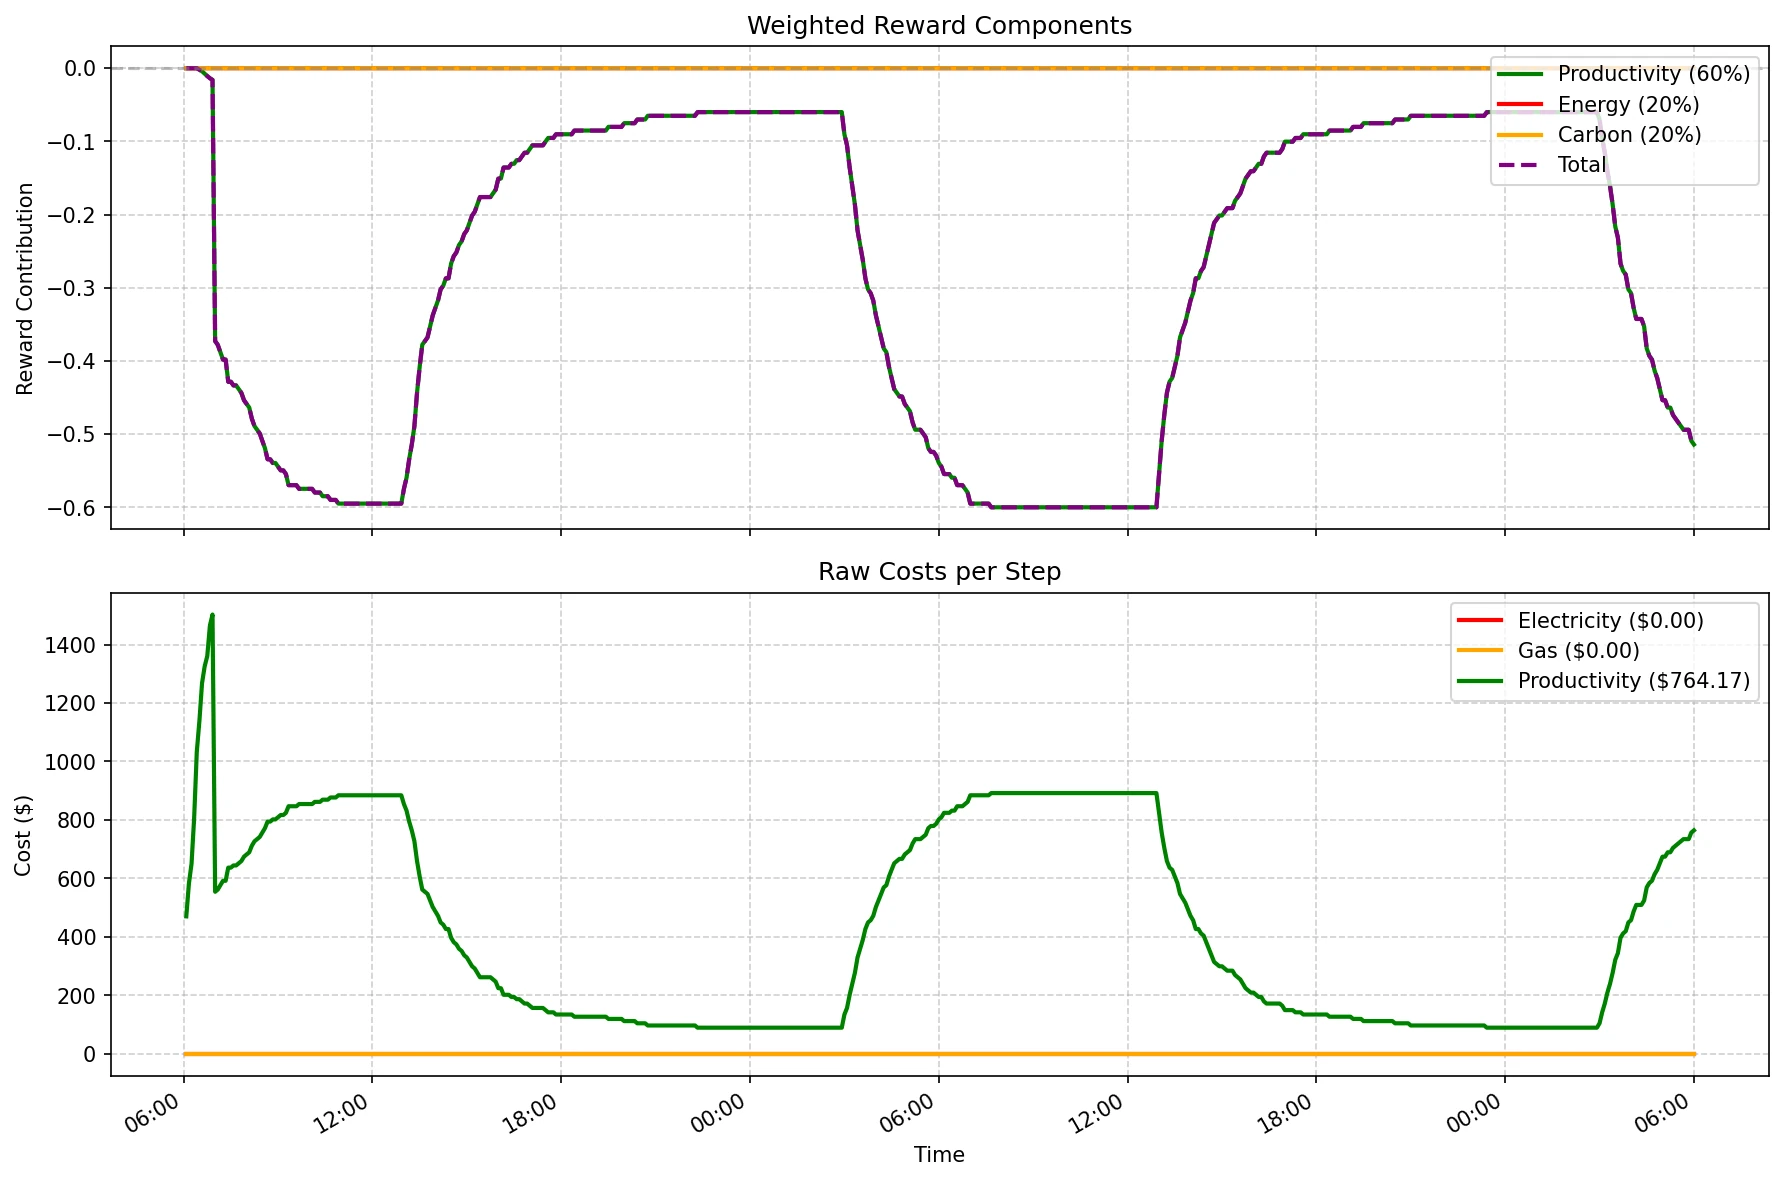 Weighted Reward Components
Reward Contribution
0.0
−0.1
−0.2
−0.3
−0.4
−0.5
−0.6
Productivity (60%)
Energy (20%)
Carbon (20%)
Total
Raw Costs per Step
Cost ($)
1400
1200
1000
800
600
400
200
0
Electricity ($0.00)
Gas ($0.00)
Productivity ($764.17)
06:00
12:00
18:00
00:00
06:00
12:00
18:00
00:00
06:00
Time